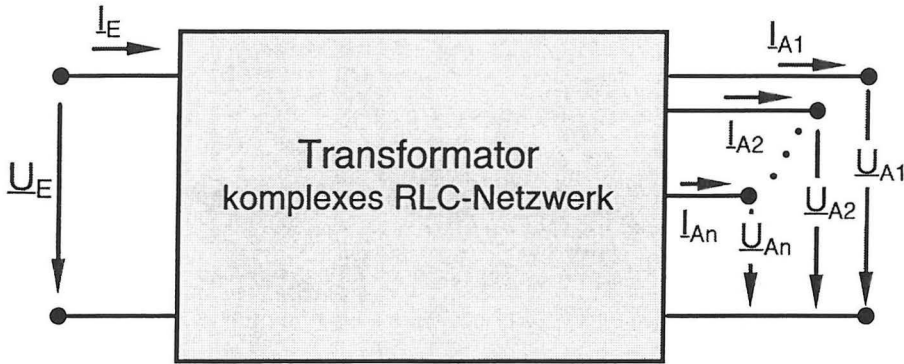 I_E
I_A1
I_A2
Transformator
U_E
U_A1
komplexes RLC-Netzwerk
U_A2
I_An
U_An